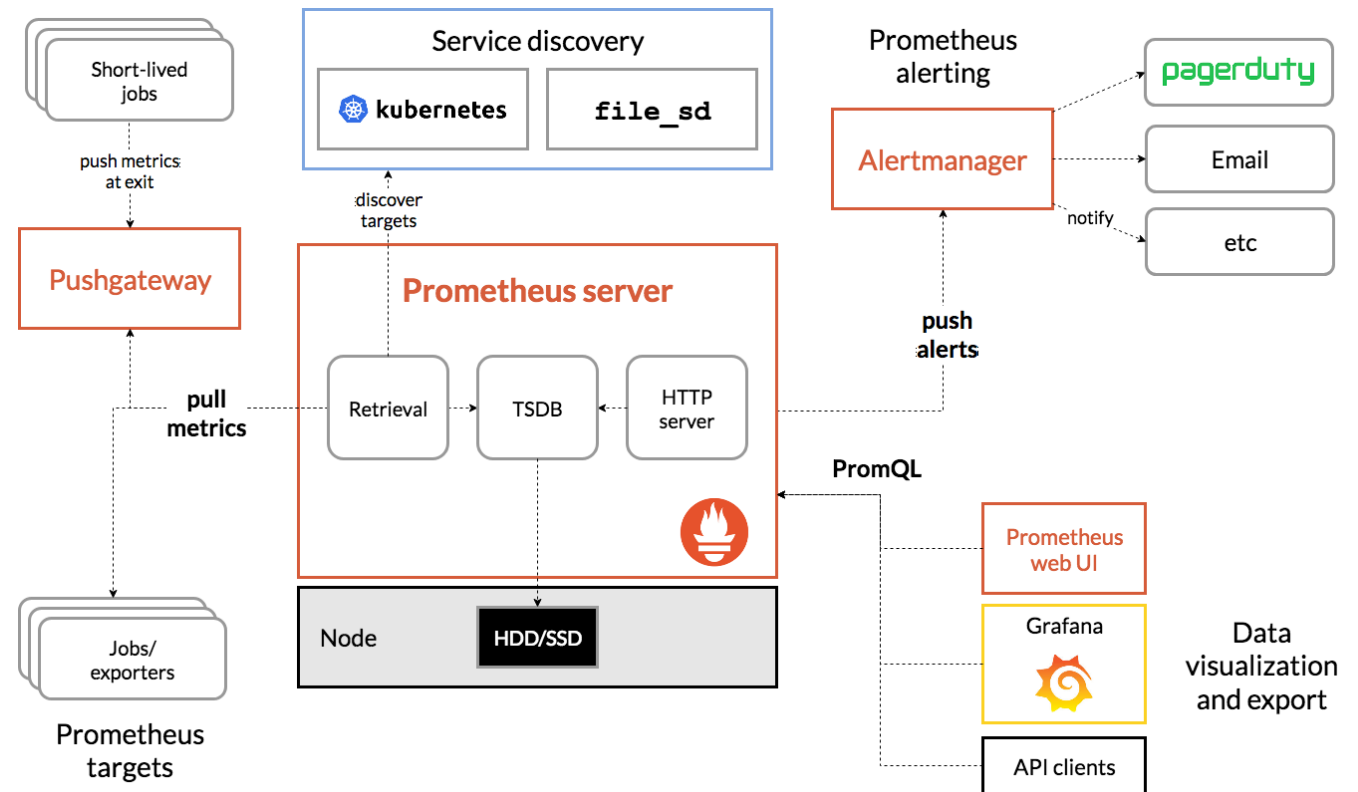 Short-lived
jobs
push metrics
at exit
Pushgateway
pull
metrics
Jobs/
exporters
Prometheus
targets
Service discovery
kubernetes
file_sd
discover
targets
Prometheus server
Retrieval
TSDB
HTTP
server
Node
HDD/SSD
Prometheus
alerting
Alertmanager
pagerduty
Email
notify
etc
push
alerts
PromQL
Prometheus
web UI
Grafana
API clients
Data
visualization
and export